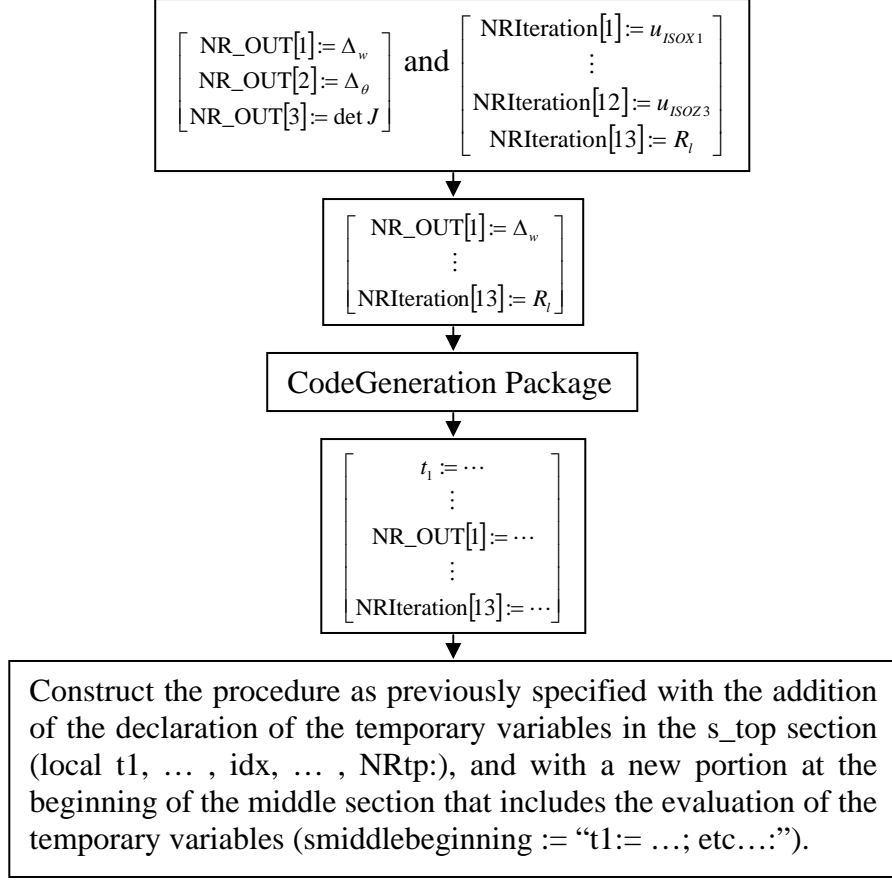 NR_OUT[1]:= Δ_w
NR_OUT[2]:= Δ_θ
NR_OUT[3]:= det J
and
NRIteration[1]:= u_ISOX1
⋮
NRIteration[12]:= u_ISOZ3
NRIteration[13]:= R_l
NR_OUT[1]:= Δ_w
⋮
NRIteration[13]:= R_l
CodeGeneration Package
t_1 := ⋯
⋮
NR_OUT[1]:= ⋯
⋮
NRIteration[13]:= ⋯
Construct the procedure as previously specified with the addition
of the declaration of the temporary variables in the s_top section
(local t1, … , idx, … , NRtp:), and with a new portion at the
beginning of the middle section that includes the evaluation of the
temporary variables (smiddlebeginning := “t1:= …; etc…:”).